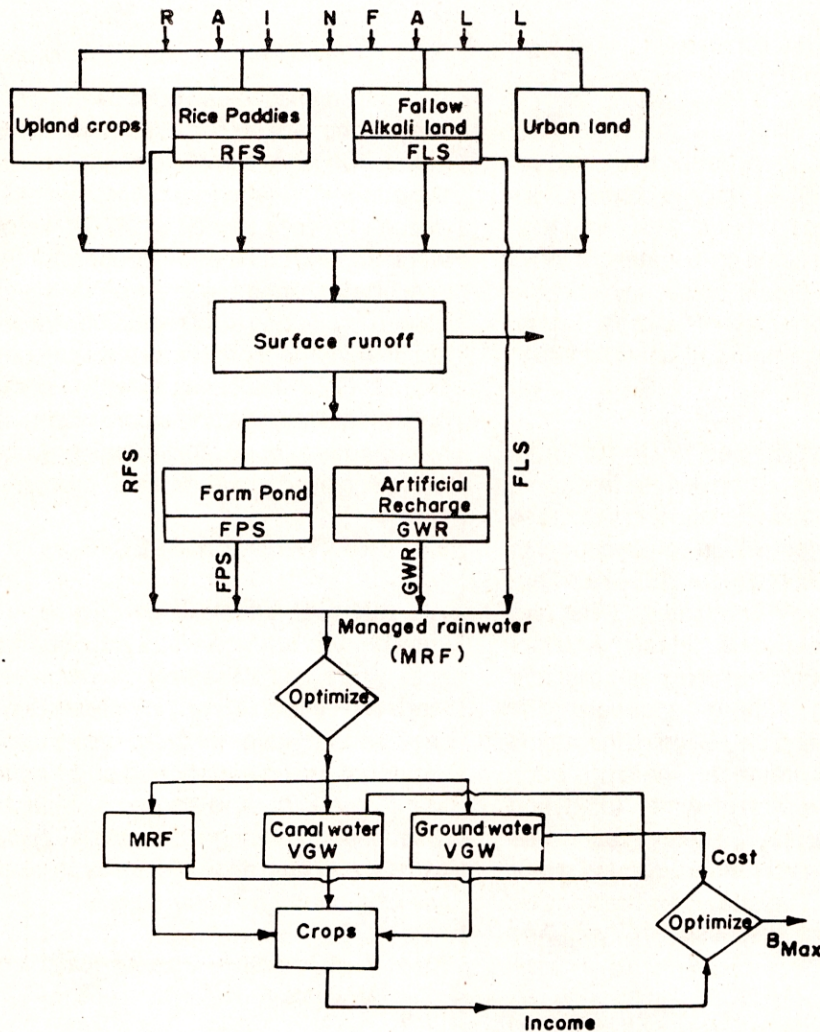 R A I N F A L L
Upland crops
Rice Paddies
RFS
Fallow
Alkali land
FLS
Urban land
Surface runoff
RFS
FLS
Farm Pond
FPS
Artificial
Recharge
GWR
FPS
GWR
Managed rainwater
(MRF)
Optimize
MRF
Canal water
VGW
Ground water
VGW
Cost
Crops
Optimize
BMax
Income